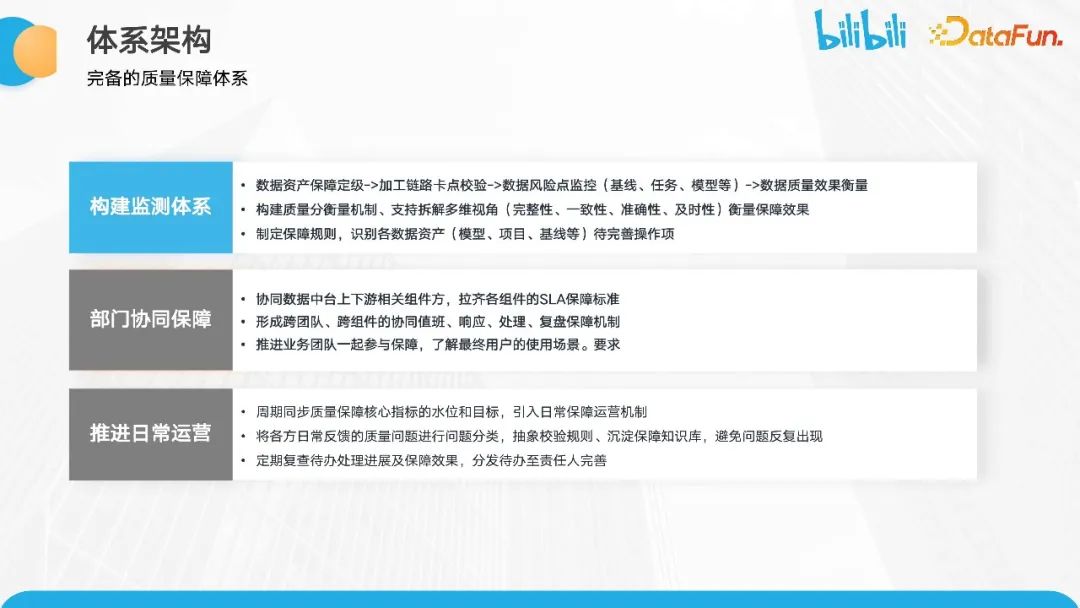 体系架构
bilibili
DataFun.
完备的质量保障体系
构建监测体系
• 数据资产保障定级->加工链路卡点校验->数据风险点监控（基线、任务、模型等）->数据质量效果衡量
• 构建质量分衡量机制、支持拆解多维视角（完整性、一致性、准确性、及时性）衡量保障效果
• 制定保障规则，识别各数据资产（模型、项目、基线等）待完善操作项
部门协同保障
• 协同数据中台上下游相关组件方，拉齐各组件的SLA保障标准
• 形成跨团队、跨组件的协同值班、响应、处理、复盘保障机制
• 推进业务团队一起参与保障，了解最终用户的使用场景。要求
推进日常运营
• 周期同步质量保障核心指标的水位和目标，引入日常保障运营机制
• 将各方日常反馈的质量问题进行问题分类，抽象校验规则、沉淀保障知识库，避免问题反复出现
• 定期复查待办处理进展及保障效果，分发待办至责任人完善